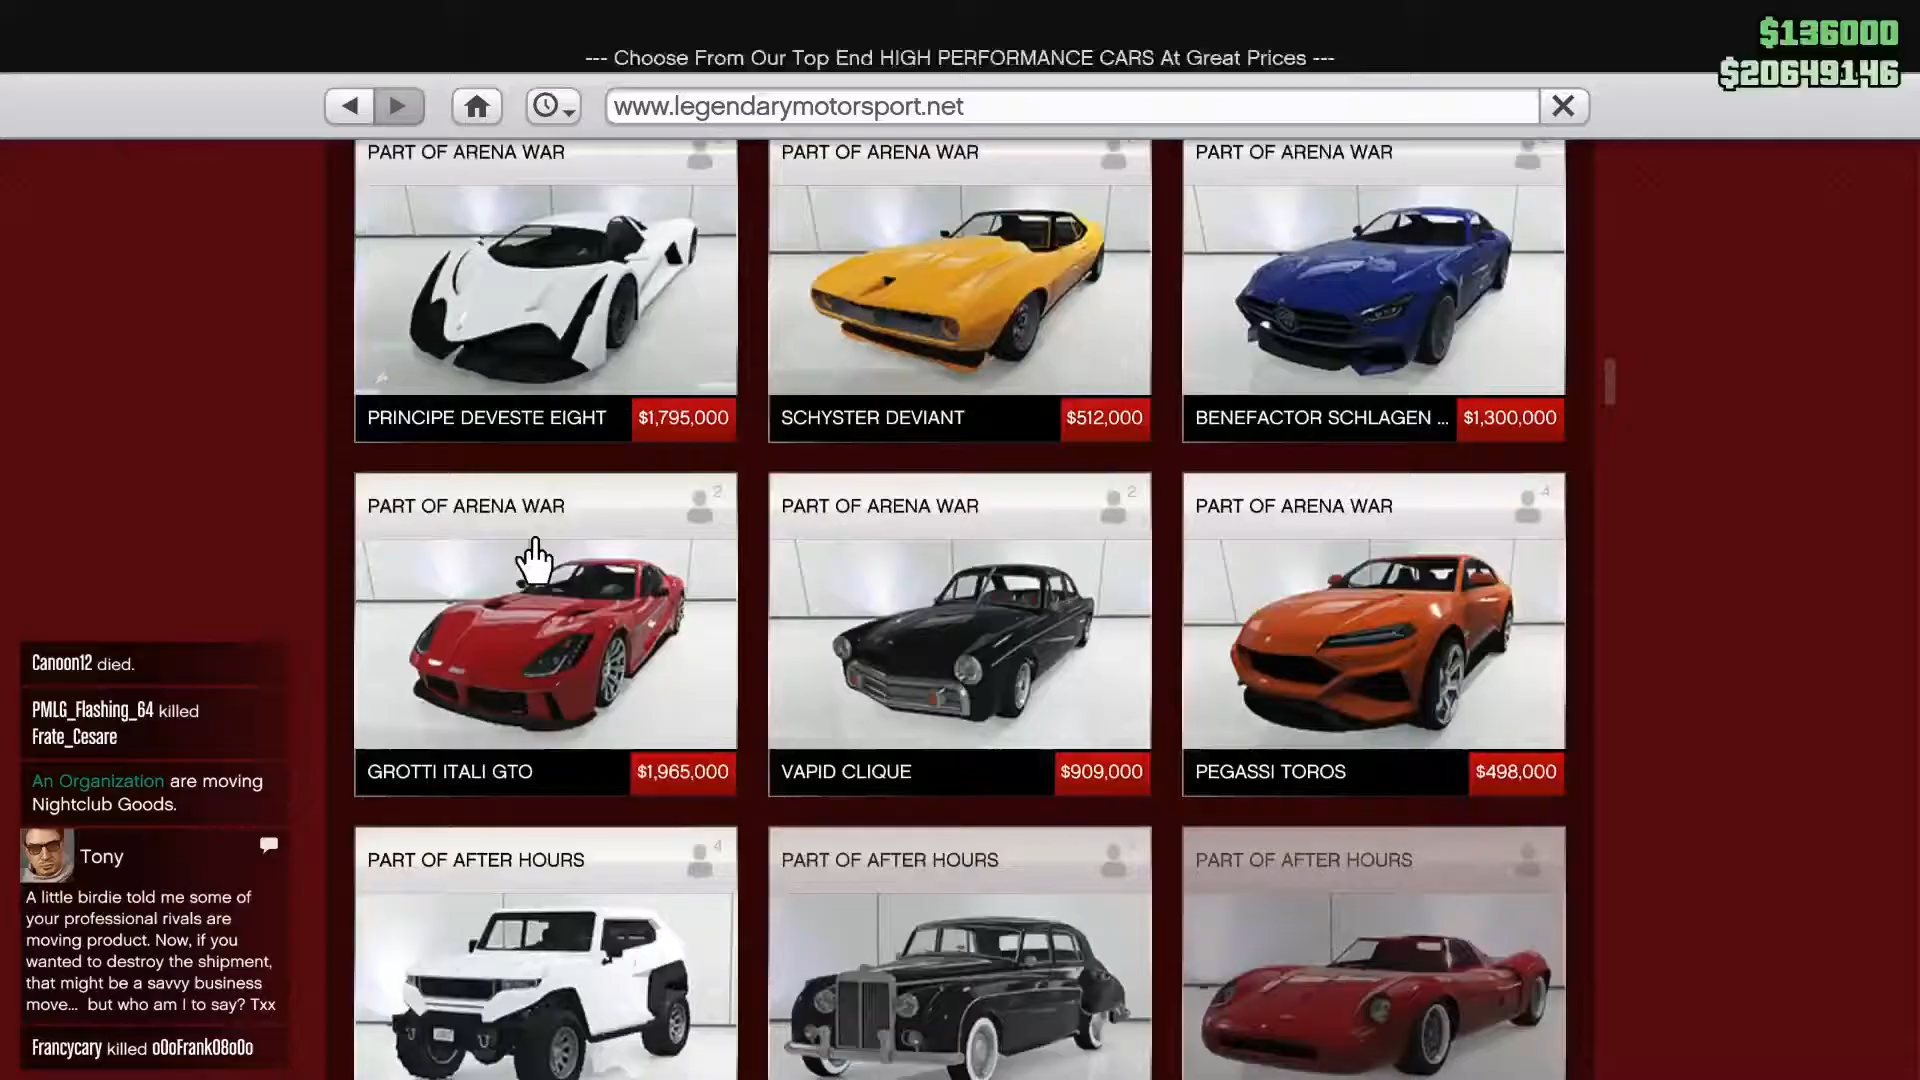 $136000
--- Choose From Our Top End HIGH PERFORMANCE CARS At Great Prices ---
$20649146
www.legendarymotorsport.net
PART OF ARENA WAR
PART OF ARENA WAR
PART OF ARENA WAR
PRINCIPE DEVESTE EIGHT $1,795,000
SCHYSTER DEVIANT $512,000
BENEFACTOR SCHLAGEN ... $1,300,000
PART OF ARENA WAR 2
PART OF ARENA WAR 2
PART OF ARENA WAR 4
GROTTI ITALI GTO $1,965,000
VAPID CLIQUE $909,000
PEGASSI TOROS $498,000
PART OF AFTER HOURS 4
PART OF AFTER HOURS
PART OF AFTER HOURS
Canoon12 died.
PMLG_Flashing_64 killed
Frate_Cesare
An Organization are moving
Nightclub Goods.
Tony
A little birdie told me some of
your professional rivals are
moving product. Now, if you
wanted to destroy the shipment,
that might be a savvy business
move... but who am I to say? Txx
Francycary killed o0oFrank08o0o